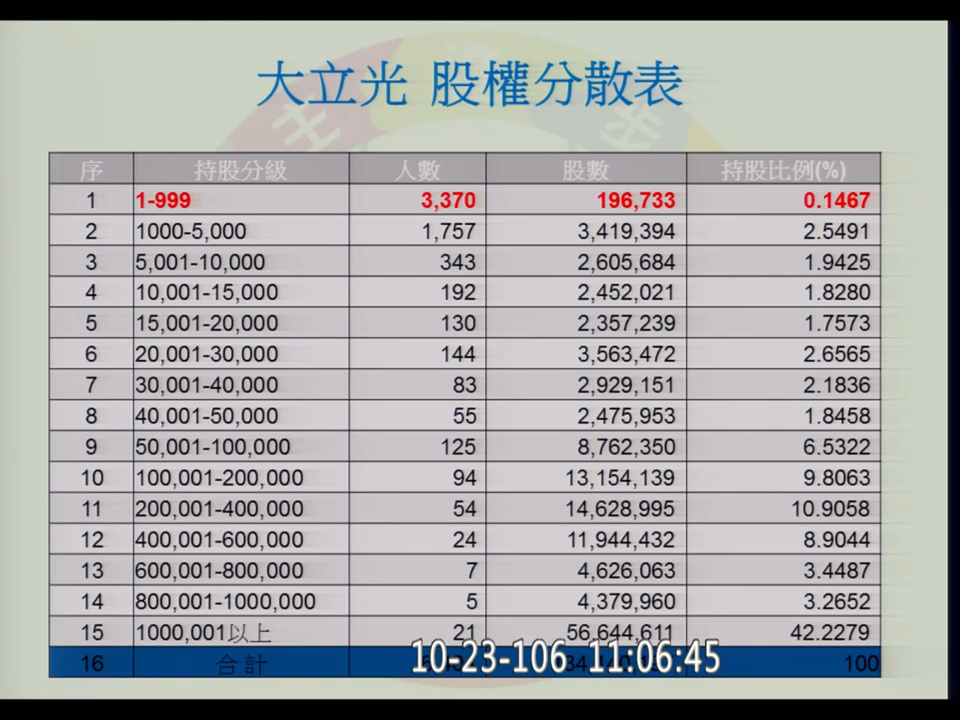 大立光 股權分散表
序 持股分級 人數 股數 持股比例(%)
1 1-999 3,370 196,733 0.1467
2 1000-5,000 1,757 3,419,394 2.5491
3 5,001-10,000 343 2,605,684 1.9425
4 10,001-15,000 192 2,452,021 1.8280
5 15,001-20,000 130 2,357,239 1.7573
6 20,001-30,000 144 3,563,472 2.6565
7 30,001-40,000 83 2,929,151 2.1836
8 40,001-50,000 55 2,475,953 1.8458
9 50,001-100,000 125 8,762,350 6.5322
10 100,001-200,000 94 13,154,139 9.8063
11 200,001-400,000 54 14,628,995 10.9058
12 400,001-600,000 24 11,944,432 8.9044
13 600,001-800,000 7 4,626,063 3.4487
14 800,001-1000,000 5 4,379,960 3.2652
15 1000,001以上 21 56,644,611 42.2279
16 合計 100
10-23-106 11:06:45